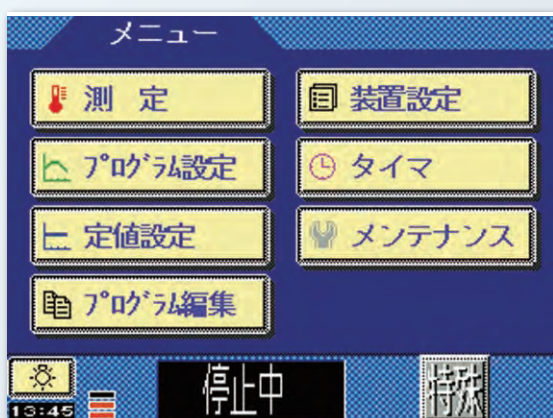 メニュー
測 定
装置設定
プログラム設定
タイマ
定値設定
メンテナンス
プログラム編集
停止中
特殊
13:45